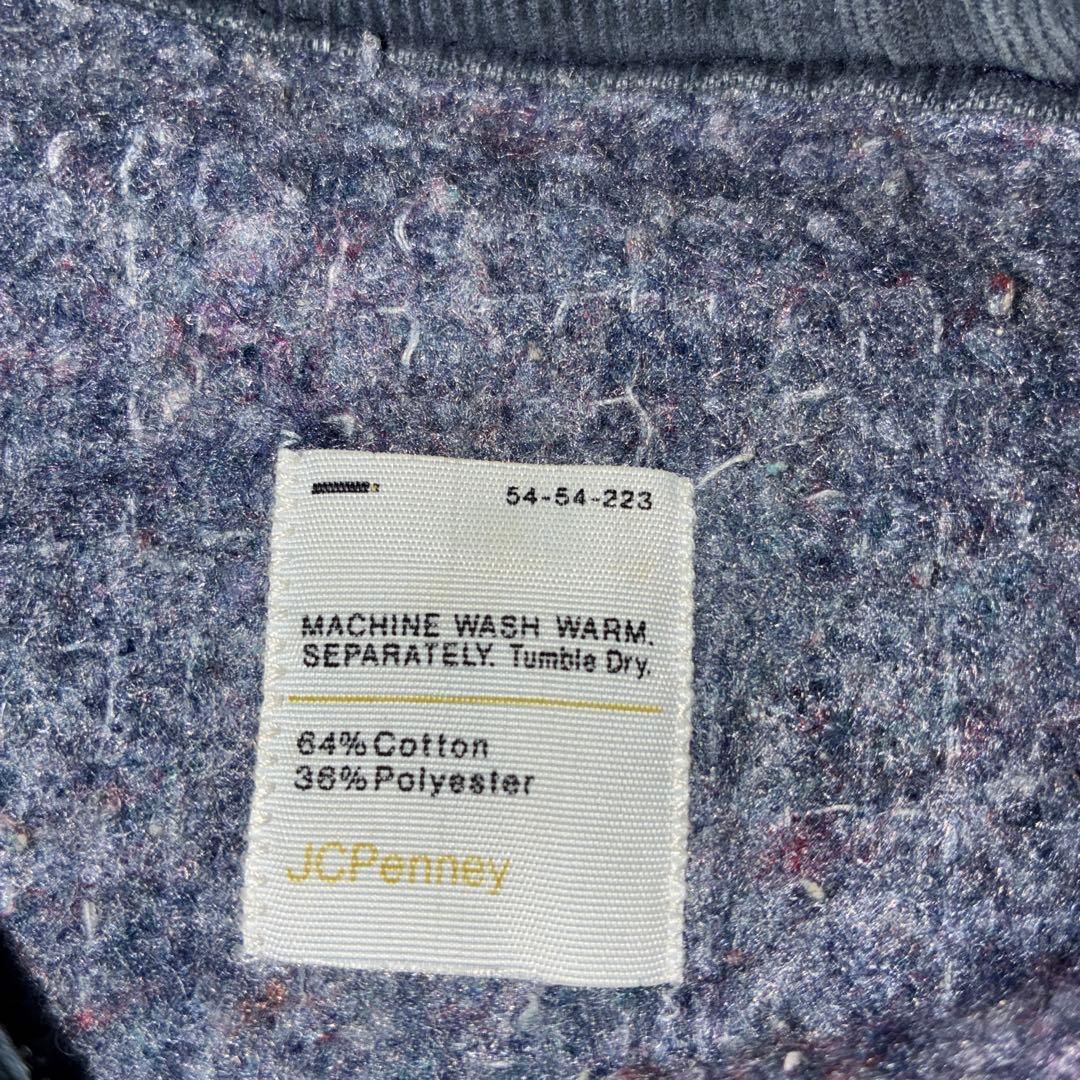 54-54-223
MACHINE WASH WARM.
SEPARATELY. Tumble Dry.
64% Cotton
36% Polyester
JCPenney